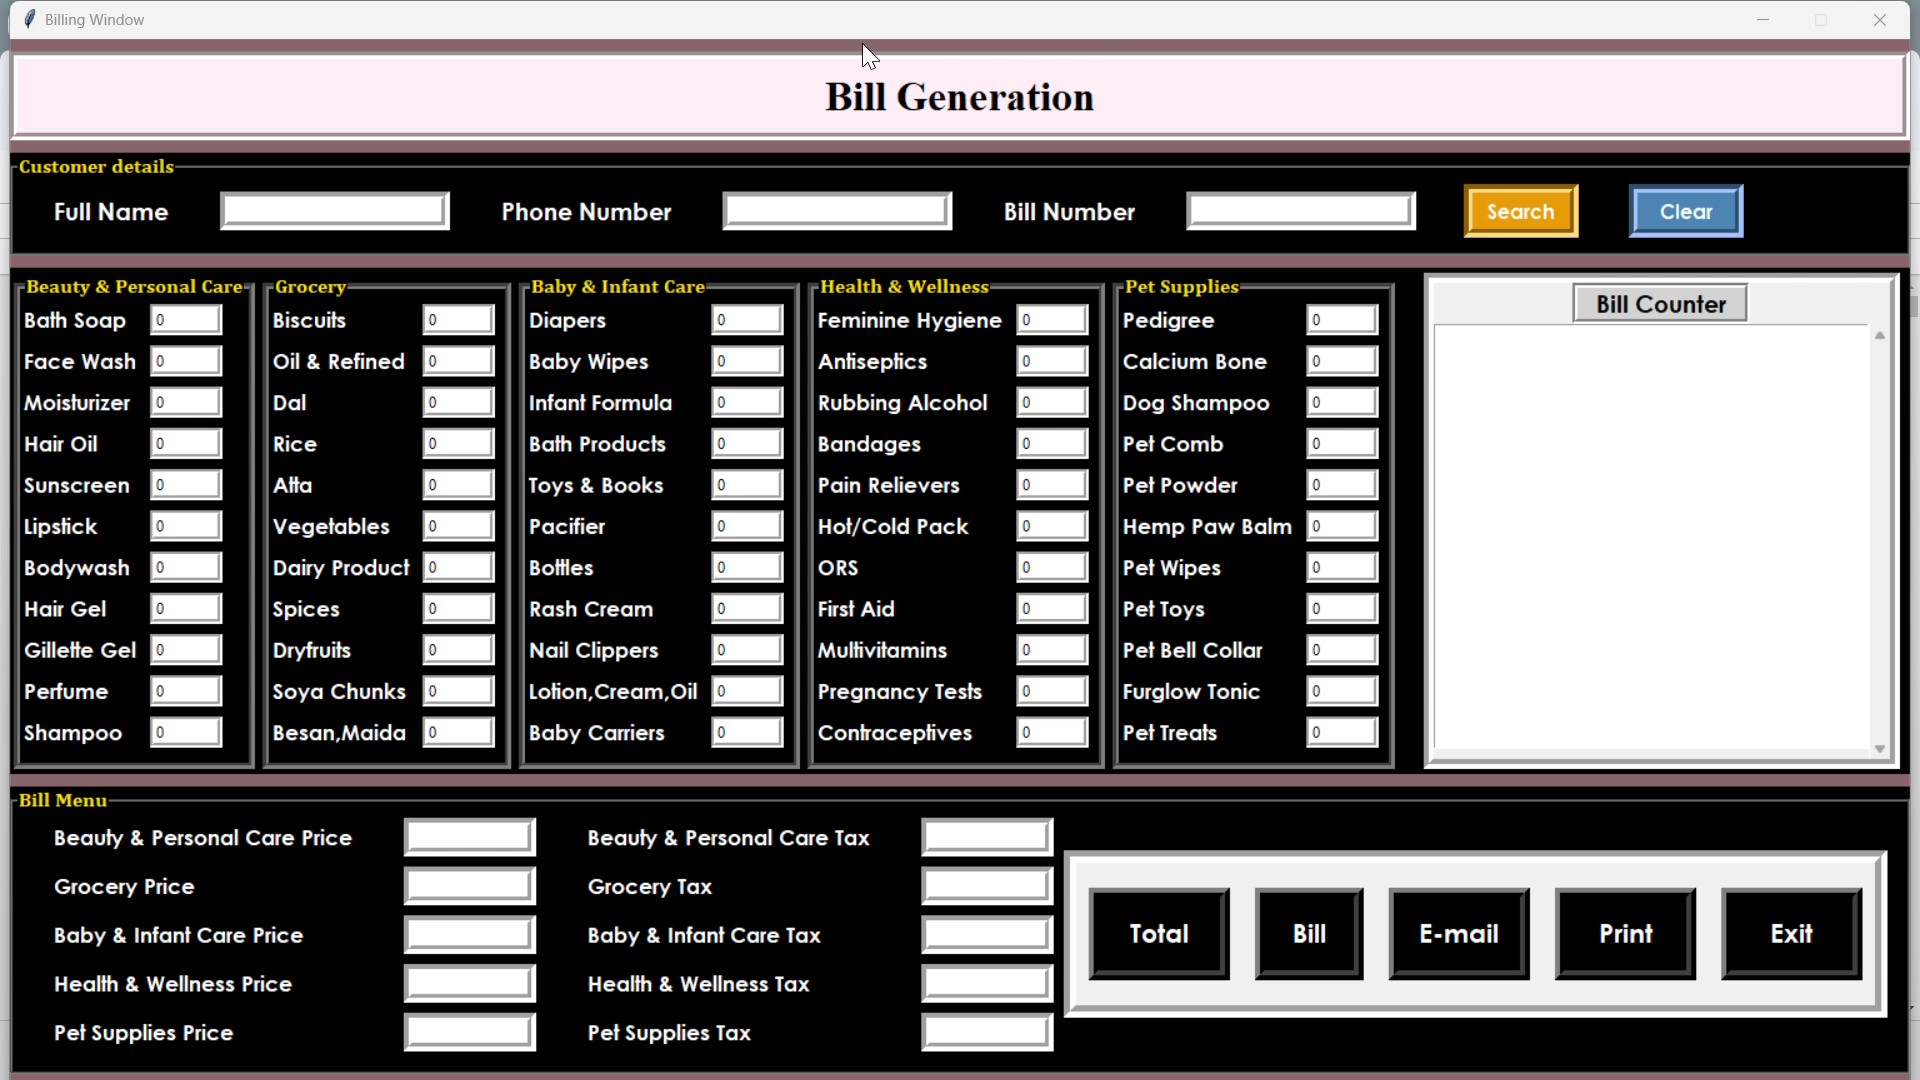 Billing Window
Bill Generation
Customer details
Full Name Phone Number Bill Number Search Clear
Beauty & Personal Care
Bath Soap 0
Face Wash 0
Moisturizer 0
Hair Oil 0
Sunscreen 0
Lipstick 0
Bodywash 0
Hair Gel 0
Gillette Gel 0
Perfume 0
Shampoo 0
Grocery
Biscuits 0
Oil & Refined 0
Dal 0
Rice 0
Atta 0
Vegetables 0
Dairy Product 0
Spices 0
Dryfruits 0
Soya Chunks 0
Besan,Maida 0
Baby & Infant Care
Diapers 0
Baby Wipes 0
Infant Formula 0
Bath Products 0
Toys & Books 0
Pacifier 0
Bottles 0
Rash Cream 0
Nail Clippers 0
Lotion,Cream,Oil 0
Baby Carriers 0
Health & Wellness
Feminine Hygiene 0
Antiseptics 0
Rubbing Alcohol 0
Bandages 0
Pain Relievers 0
Hot/Cold Pack 0
ORS 0
First Aid 0
Multivitamins 0
Pregnancy Tests 0
Contraceptives 0
Pet Supplies
Pedigree 0
Calcium Bone 0
Dog Shampoo 0
Pet Comb 0
Pet Powder 0
Hemp Paw Balm 0
Pet Wipes 0
Pet Toys 0
Pet Bell Collar 0
Furglow Tonic 0
Pet Treats 0
Bill Counter
Bill Menu
Beauty & Personal Care Price Beauty & Personal Care Tax
Grocery Price Grocery Tax
Baby & Infant Care Price Baby & Infant Care Tax
Health & Wellness Price Health & Wellness Tax
Pet Supplies Price Pet Supplies Tax
Total Bill E-mail Print Exit